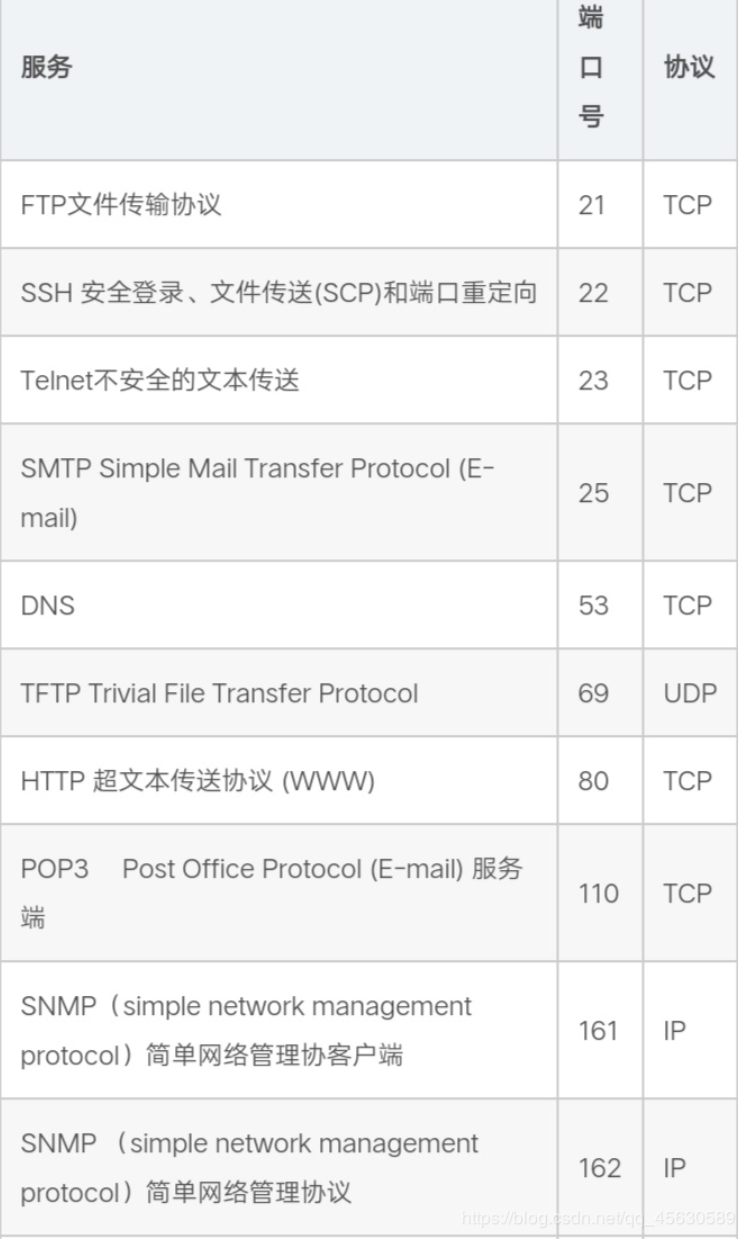 服务
端
口
号
协议
FTP文件传输协议 21 TCP
SSH 安全登录、文件传送(SCP)和端口重定向 22 TCP
Telnet不安全的文本传送 23 TCP
SMTP Simple Mail Transfer Protocol (E-
mail)
25 TCP
DNS 53 TCP
TFTP Trivial File Transfer Protocol 69 UDP
HTTP 超文本传送协议 (WWW) 80 TCP
POP3 Post Office Protocol (E-mail) 服务
端
110 TCP
SNMP（simple network management
protocol）简单网络管理协客户端
161 IP
SNMP （simple network management
protocol）简单网络管理协议
162 IP
https://blog.csdn.net/qq_45630589